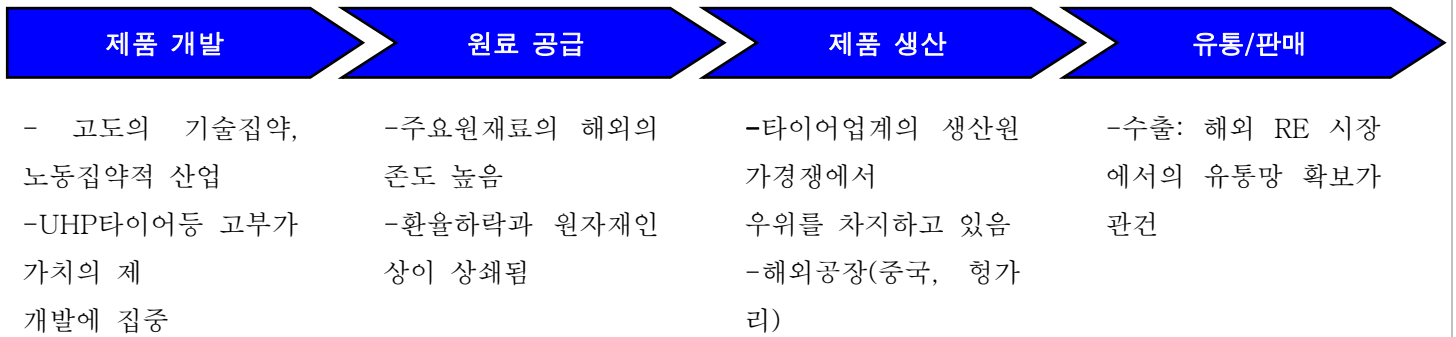 제품 개발
원료 공급
제품 생산
유통/판매
- 고도의 기술집약,
노동집약적 산업
-UHP타이어등 고부가
가치의 제
개발에 집중
-주요원재료의 해외의
존도 높음
-환율하락과 원자재인
상이 상쇄됨
-타이어업계의 생산원
가경쟁에서
우위를 차지하고 있음
-해외공장(중국, 헝가
리)
-수출: 해외 RE 시장
에서의 유통망 확보가
관건